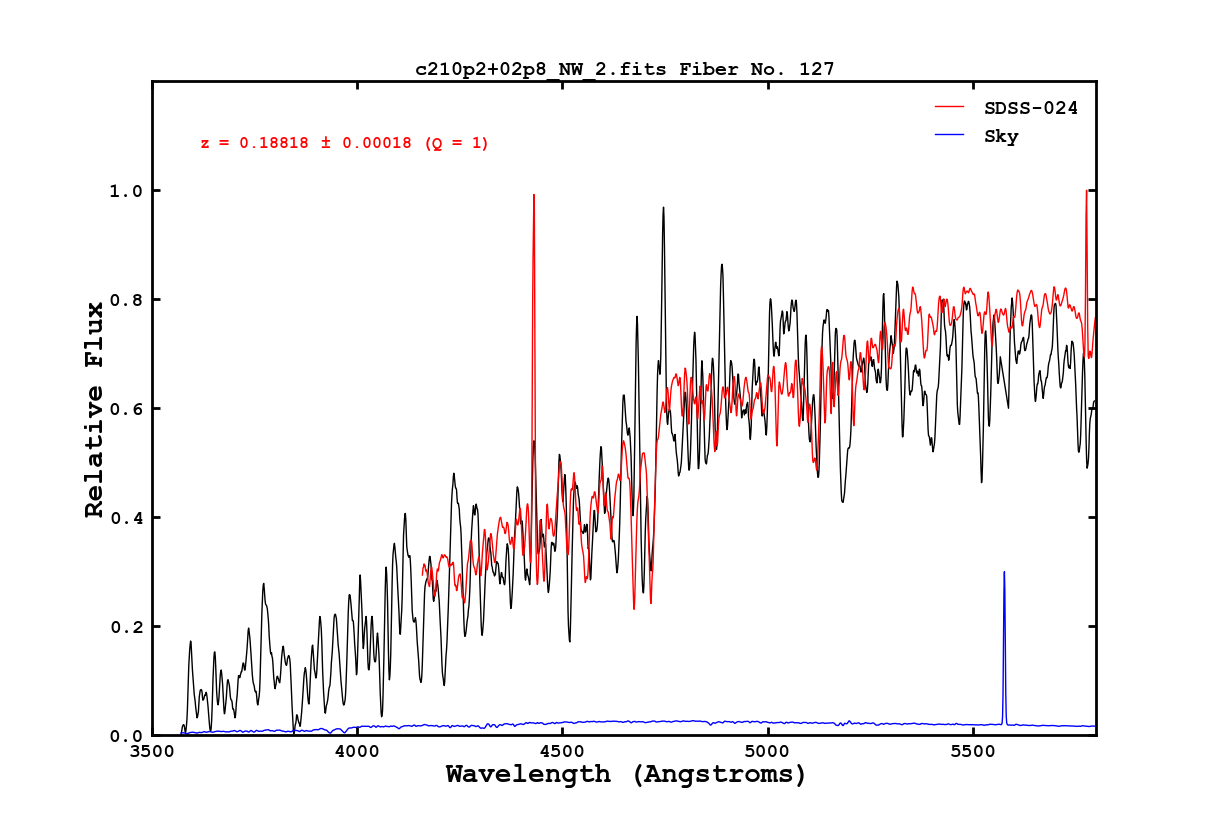 c210p2+02p8_NW_2.fits Fiber No. 127
SDSS-024
Sky
z = 0.18818 ± 0.00018 (Q = 1)
Relative Flux
1.0
0.8
0.6
0.4
0.2
0.0
3500 4000 4500 5000 5500
Wavelength (Angstroms)